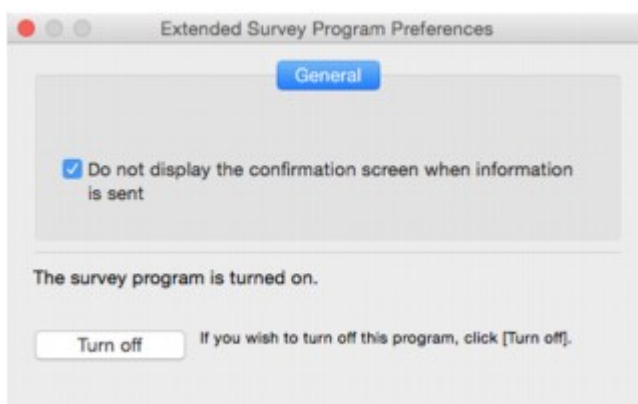 Extended Survey Program Preferences
General
Do not display the confirmation screen when information
is sent
The survey program is turned on.
Turn off
If you wish to turn off this program, click [Turn off].